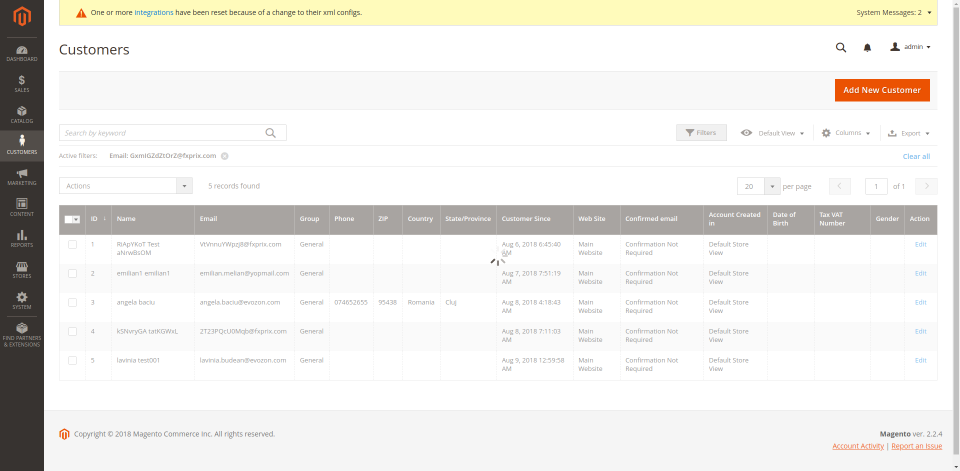 One or more integrations have been reset because of a change to their xml configs.
System Messages: 2
Customers
admin
DASHBOARD
SALES
CATALOG
CUSTOMERS
MARKETING
CONTENT
REPORTS
STORES
SYSTEM
FIND PARTNERS
& EXTENSIONS
Add New Customer
Search by keyword
Filters
Default View
Columns
Export
Active filters: Email: GxmIGZdZtOrZ@fxprix.com
Clear all
Actions
5 records found
20 per page
1 of 1
ID ↓ Name Email Group Phone ZIP Country State/Province Customer Since Web Site Confirmed email Account Created in Date of Birth Tax VAT Number Gender Action
1 RiApYKoT Test aNrwBsOM VtVnnuYWpzj8@fxprix.com General Aug 6, 2018 6:45:40 Main Website Confirmation Not Required Default Store View Edit
2 emilian1 emilian1 emilian.melian@yopmail.com General Aug 7, 2018 7:51:19 AM Main Website Confirmation Not Required Default Store View Edit
3 angela baciu angela.baciu@evozon.com General 074652655 95438 Romania Cluj Aug 8, 2018 4:18:43 AM Main Website Confirmation Not Required Default Store View Edit
4 kSNvryGA tatKGWxL 2T23PQcU0Mqb@fxprix.com General Aug 8, 2018 7:11:03 AM Main Website Confirmation Not Required Default Store View Edit
5 lavinia test001 lavinia.budean@evozon.com General Aug 9, 2018 12:59:58 AM Main Website Confirmation Not Required Default Store View Edit
Copyright © 2018 Magento Commerce Inc. All rights reserved.
Magento ver. 2.2.4
Account Activity | Report an Issue